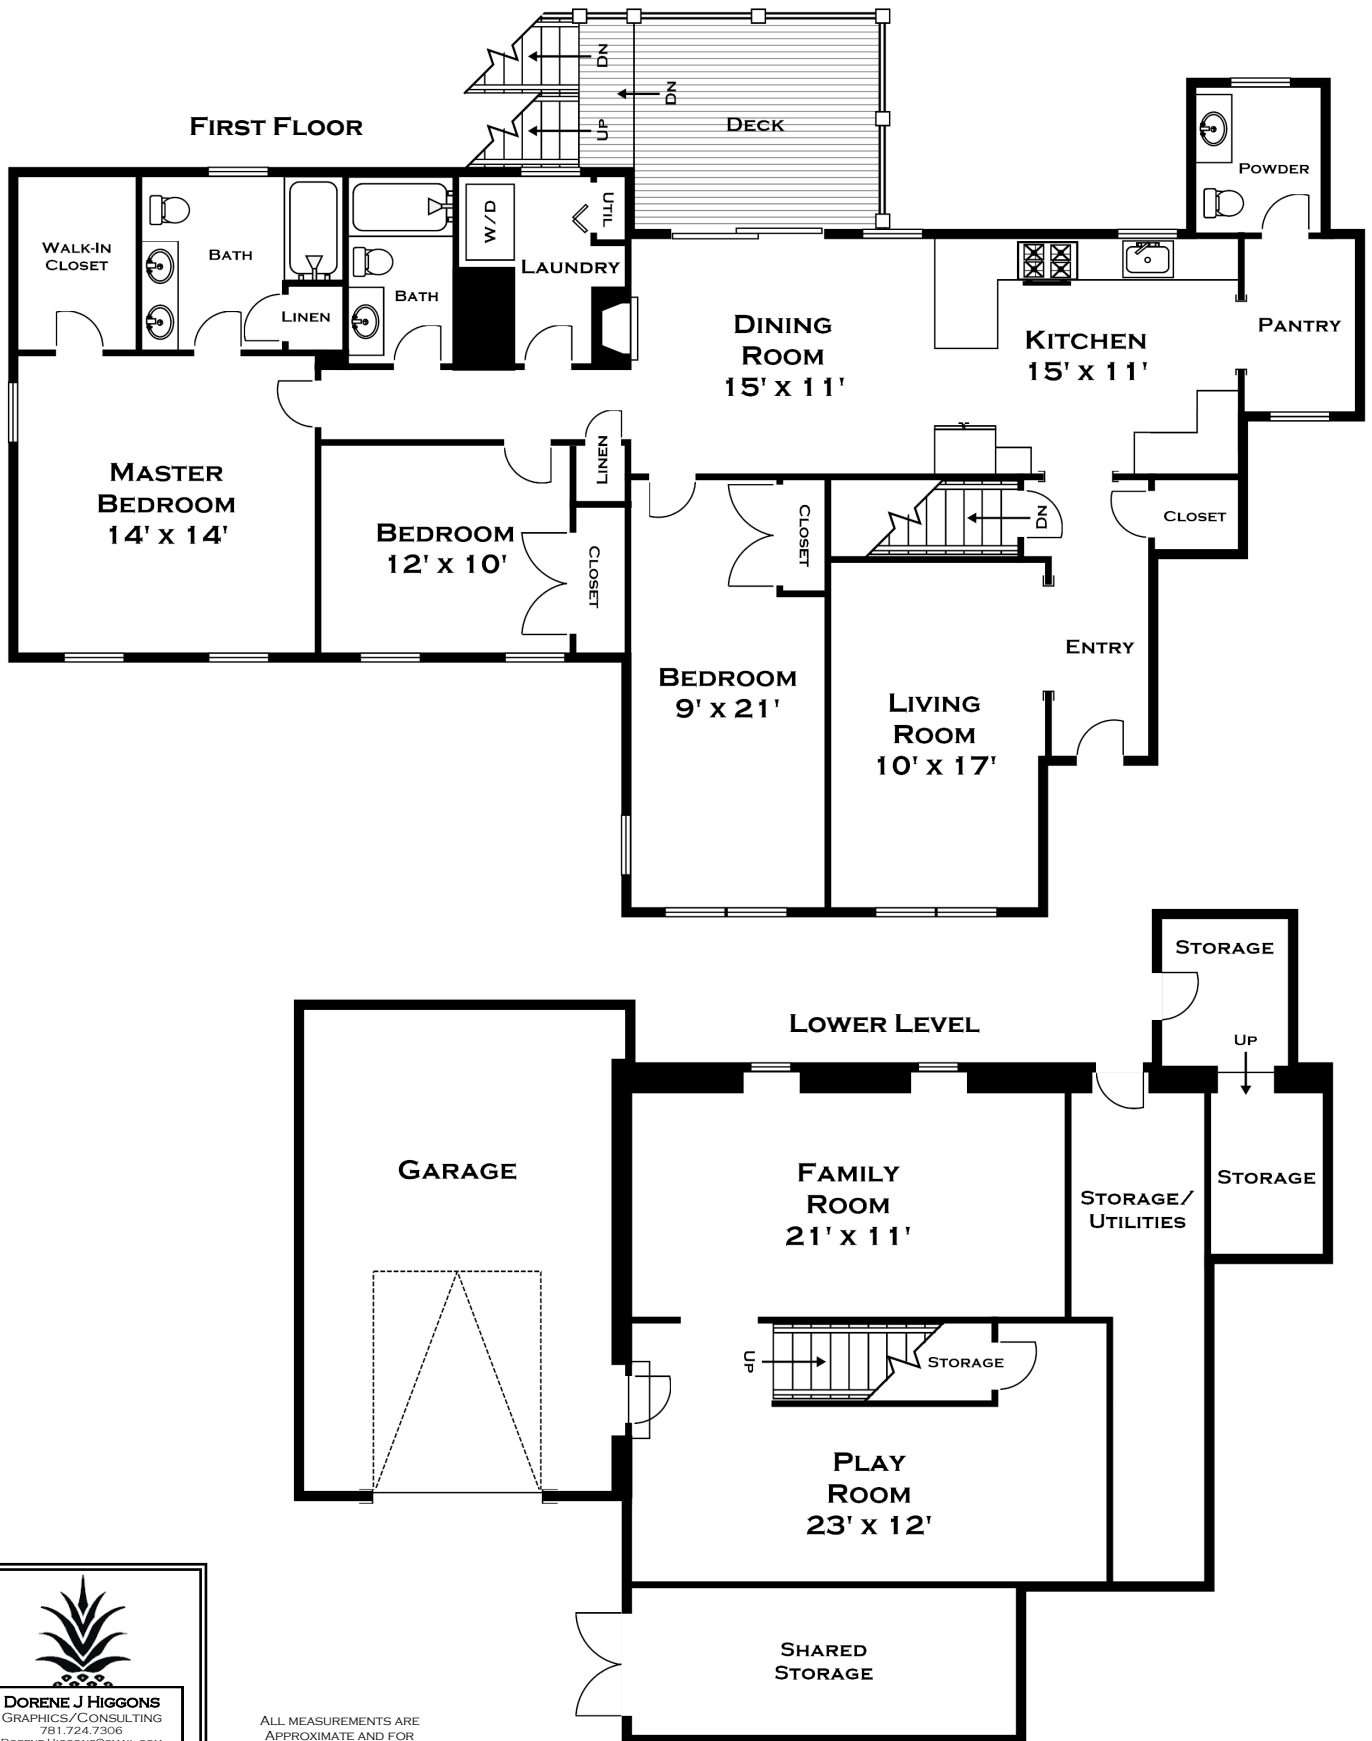 FIRST FLOOR
DN
DN
UP
DECK
POWDER
WALK-IN
CLOSET
BATH
W/D
UTIL
LAUNDRY
BATH
LINEN
DINING
ROOM
15' X 11'
KITCHEN
15' X 11'
PANTRY
MASTER
BEDROOM
14' X 14'
LINEN
BEDROOM
12' X 10'
CLOSET
CLOSET
DN
CLOSET
ENTRY
BEDROOM
9' X 21'
LIVING
ROOM
10' X 17'
LOWER LEVEL
STORAGE
UP
GARAGE
FAMILY
ROOM
21' X 11'
STORAGE/
UTILITIES
STORAGE
UP
STORAGE
PLAY
ROOM
23' X 12'
SHARED
STORAGE
DORENE J HIGGONS
GRAPHICS/CONSULTING
781.724.7306
ALL MEASUREMENTS ARE
APPROXIMATE AND FOR